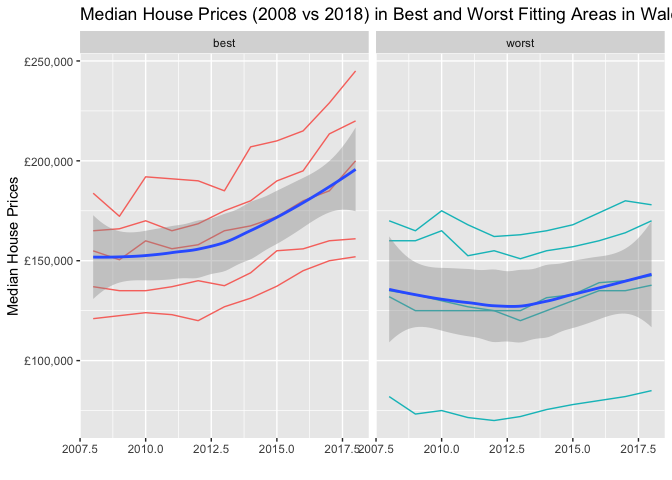 Median House Prices (2008 vs 2018) in Best and Worst Fitting Areas in Wale
best
worst
£250,000
£200,000
£150,000
£100,000
Median House Prices
2007.5 2010.0 2012.5 2015.0 2017.5
2007.5 2010.0 2012.5 2015.0 2017.5